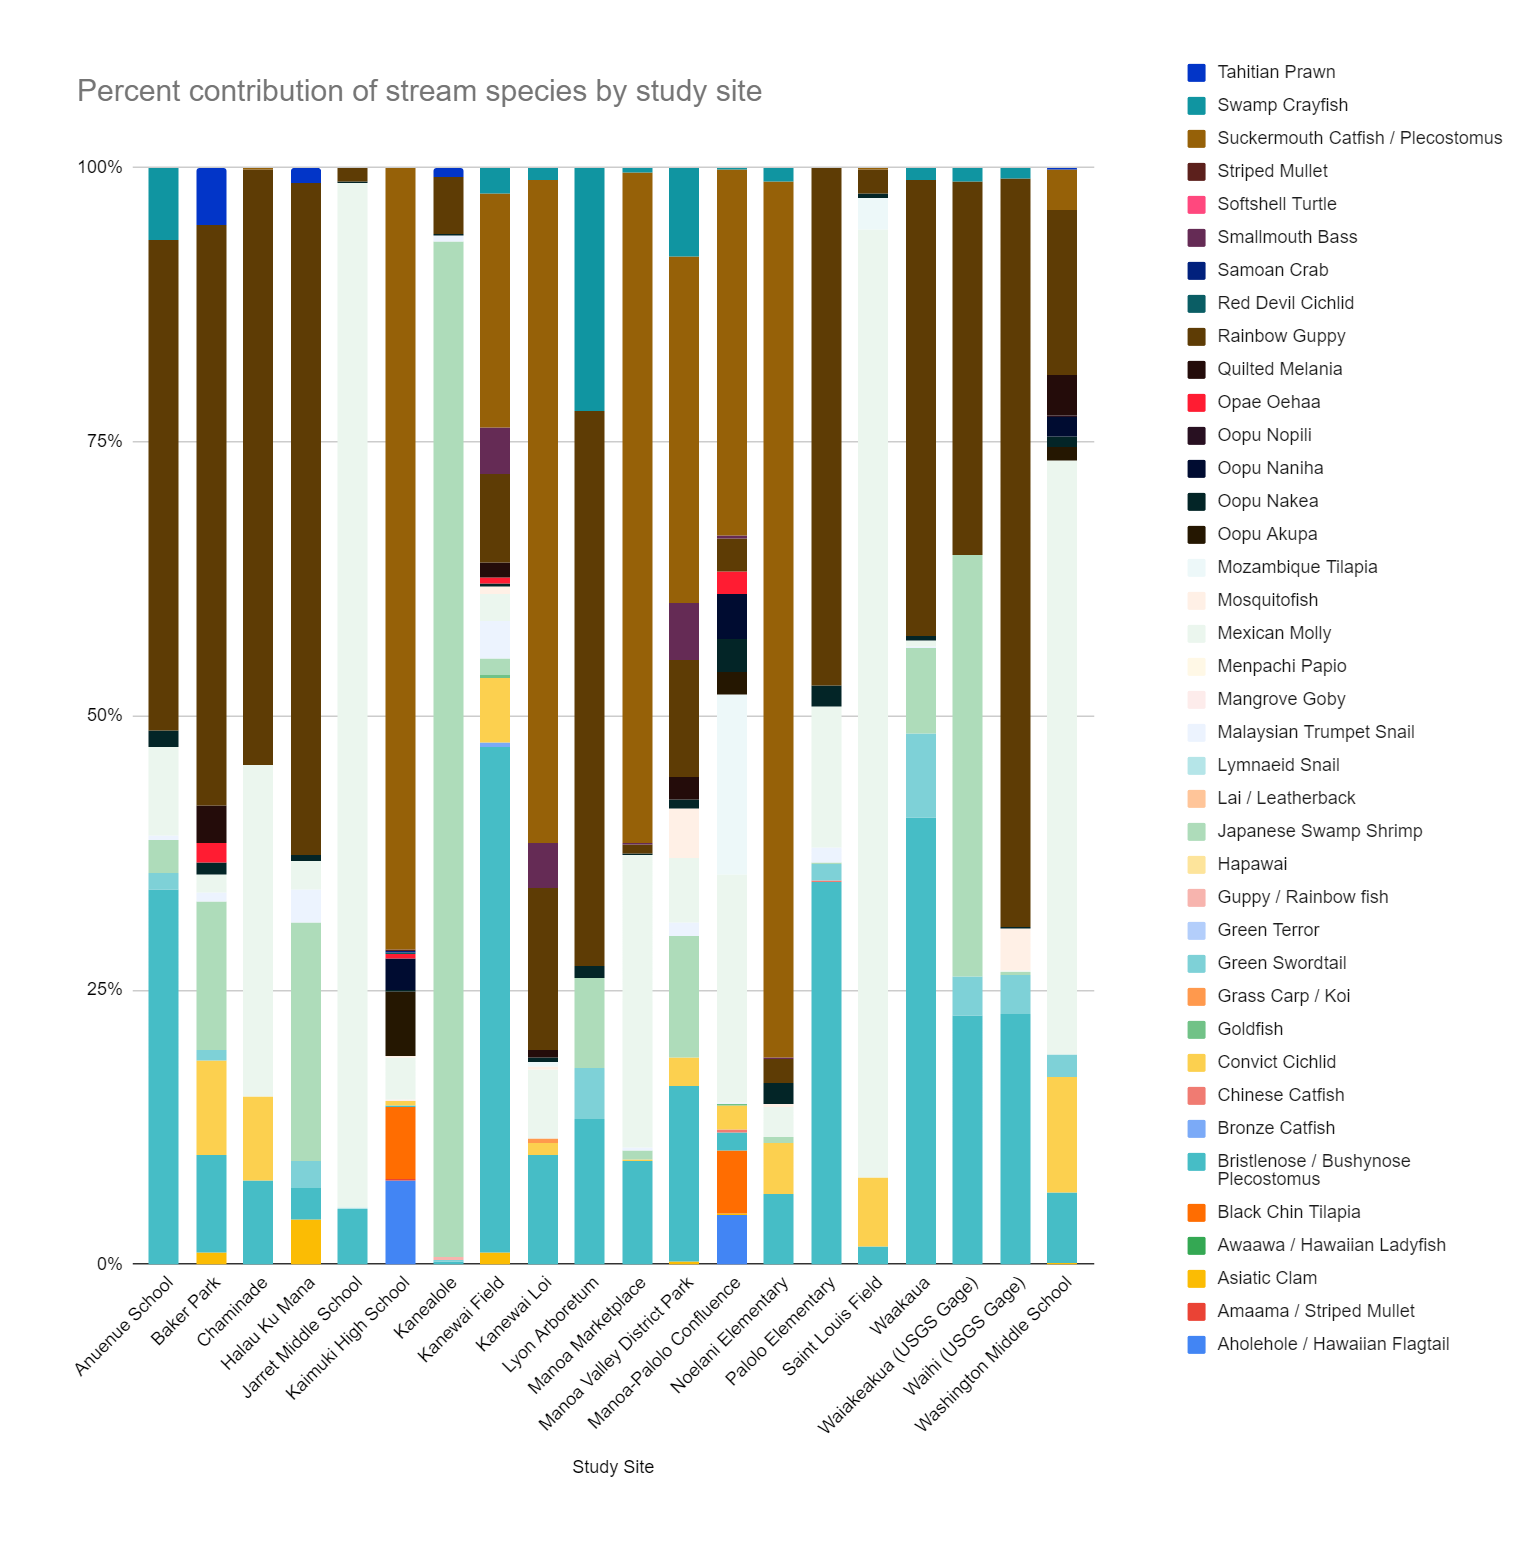 Percent contribution of stream species by study site
100%
75%
50%
25%
0%
Anuenue School
Baker Park
Chaminade
Halau Ku Mana
Jarret Middle School
Kaimuki High School
Kanealole
Kanewai Field
Kanewai Loi
Lyon Arboretum
Manoa Marketplace
Manoa Valley District Park
Manoa-Palolo Confluence
Noelani Elementary
Palolo Elementary
Saint Louis Field
Waakaua
Waiakeakua (USGS Gage)
Waihi (USGS Gage)
Washington Middle School
Study Site
Tahitian Prawn
Swamp Crayfish
Suckermouth Catfish / Plecostomus
Striped Mullet
Softshell Turtle
Smallmouth Bass
Samoan Crab
Red Devil Cichlid
Rainbow Guppy
Quilted Melania
Opae Oehaa
Oopu Nopili
Oopu Naniha
Oopu Nakea
Oopu Akupa
Mozambique Tilapia
Mosquitofish
Mexican Molly
Menpachi Papio
Mangrove Goby
Malaysian Trumpet Snail
Lymnaeid Snail
Lai / Leatherback
Japanese Swamp Shrimp
Hapawai
Guppy / Rainbow fish
Green Terror
Green Swordtail
Grass Carp / Koi
Goldfish
Convict Cichlid
Chinese Catfish
Bronze Catfish
Bristlenose / Bushynose
Plecostomus
Black Chin Tilapia
Awaawa / Hawaiian Ladyfish
Asiatic Clam
Amaama / Striped Mullet
Aholehole / Hawaiian Flagtail